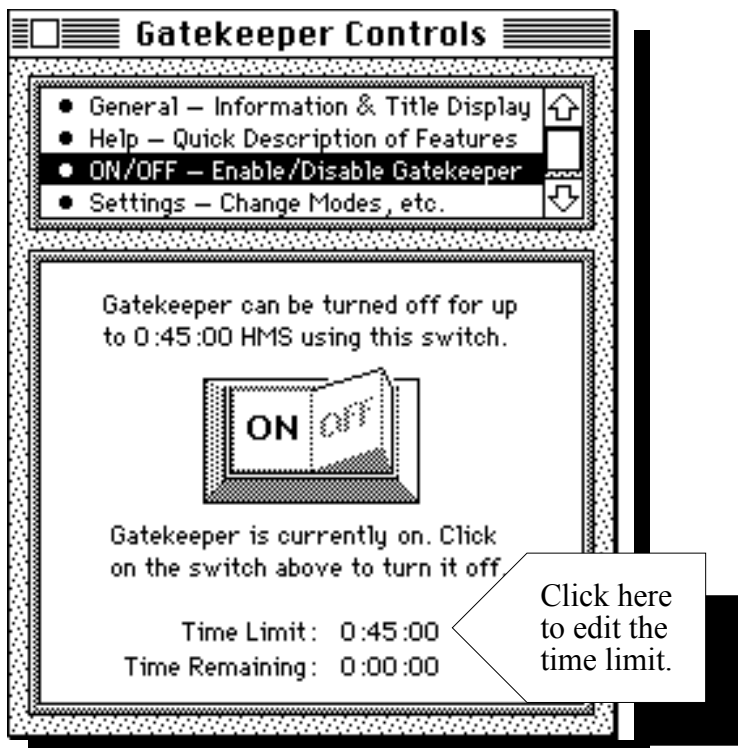 Gatekeeper Controls
• General – Information & Title Display
• Help – Quick Description of Features
• ON/OFF – Enable/Disable Gatekeeper
• Settings – Change Modes, etc.
Gatekeeper can be turned off for up
to 0:45:00 HMS using this switch.
ON OFF
Gatekeeper is currently on. Click
on the switch above to turn it off.
Time Limit: 0:45:00
Time Remaining: 0:00:00
Click here
to edit the
time limit.